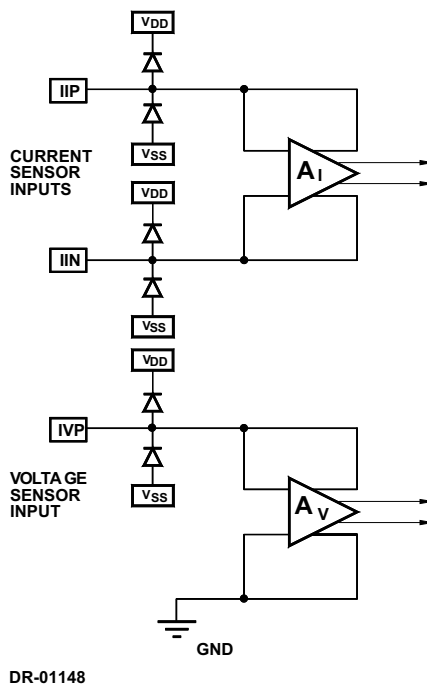 VDD
IIP
CURRENT
SENSOR
INPUTS
VSS
VDD
AI
IIN
VSS
VDD
IVP
VOLTAGE
SENSOR
INPUT
VSS
AV
GND
DR-01148